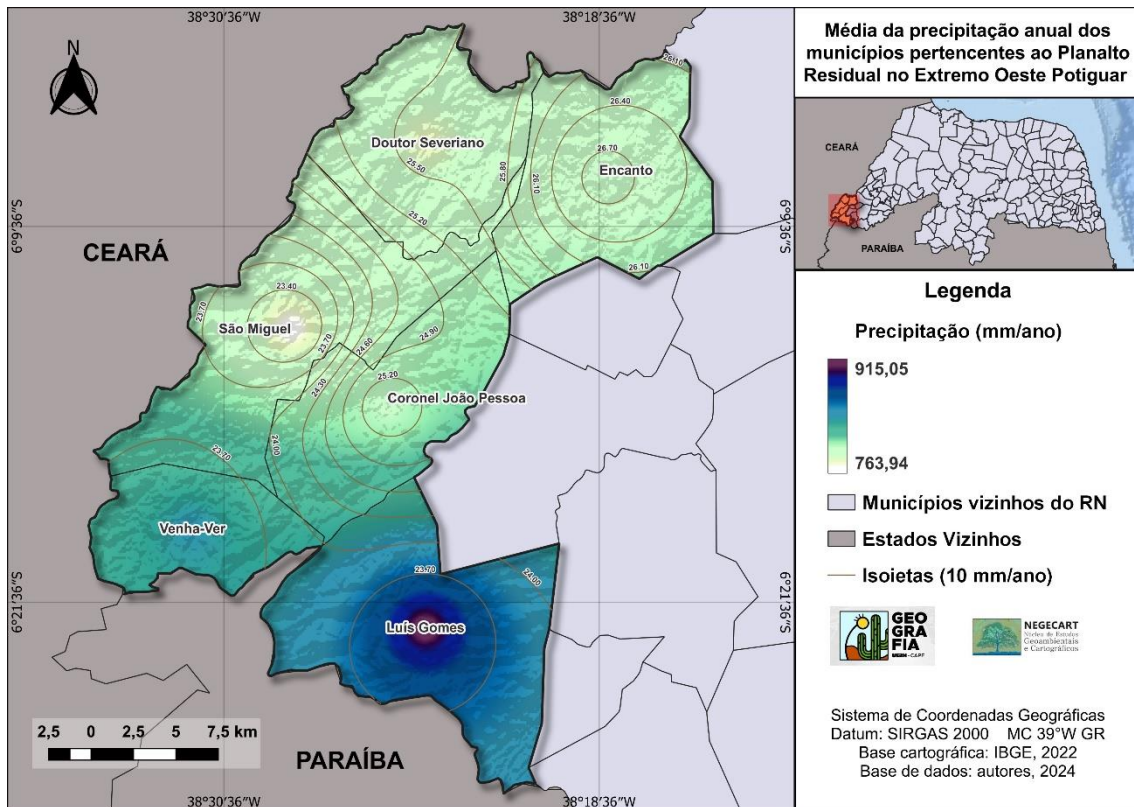 38°30'36"W
38°18'36"W
N
6°9'36"S
6°9'36"S
6°21'36"S
6°21'36"S
38°30'36"W
38°18'36"W
CEARÁ
PARAÍBA
Doutor Severiano
Encanto
São Miguel
Coronel João Pessoa
Venha-Ver
Luís Gomes
26.10
26.40
26.70
25.80
26.10
25.50
25.20
26.10
23.40
23.70
23.70
24.90
24.60
24.30
25.20
24.00
23.70
23.70
24.00
2,5 0 2,5 5 7,5 km
Média da precipitação anual dos
municípios pertencentes ao Planalto
Residual no Extremo Oeste Potiguar
CEARÁ
PARAÍBA
Legenda
Precipitação (mm/ano)
915,05
763,94
Municípios vizinhos do RN
Estados Vizinhos
Isoietas (10 mm/ano)
GEO
GRA
FIA
NEGECART
Núcleo de Estudos
Geoambientais
e Cartográficos
Sistema de Coordenadas Geográficas
Datum: SIRGAS 2000 MC 39°W GR
Base cartográfica: IBGE, 2022
Base de dados: autores, 2024